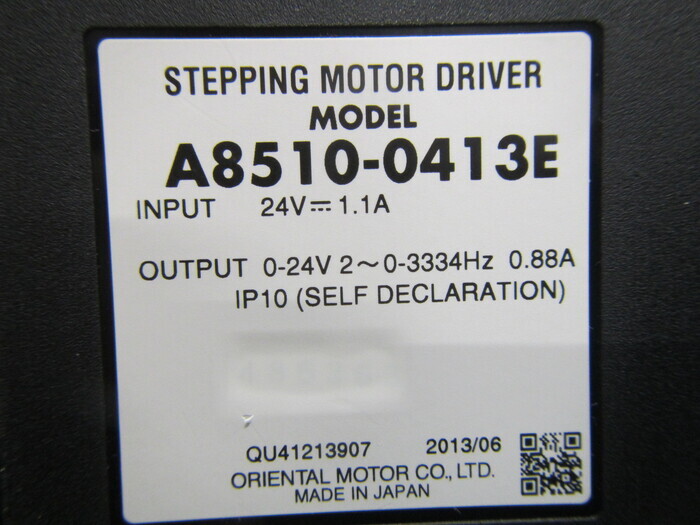 STEPPING MOTOR DRIVER
MODEL
A8510-0413E
INPUT 24V⎓1.1A
OUTPUT 0-24V 2～0-3334Hz 0.88A
IP10 (SELF DECLARATION)
QU41213907 2013/06
ORIENTAL MOTOR CO., LTD.
MADE IN JAPAN